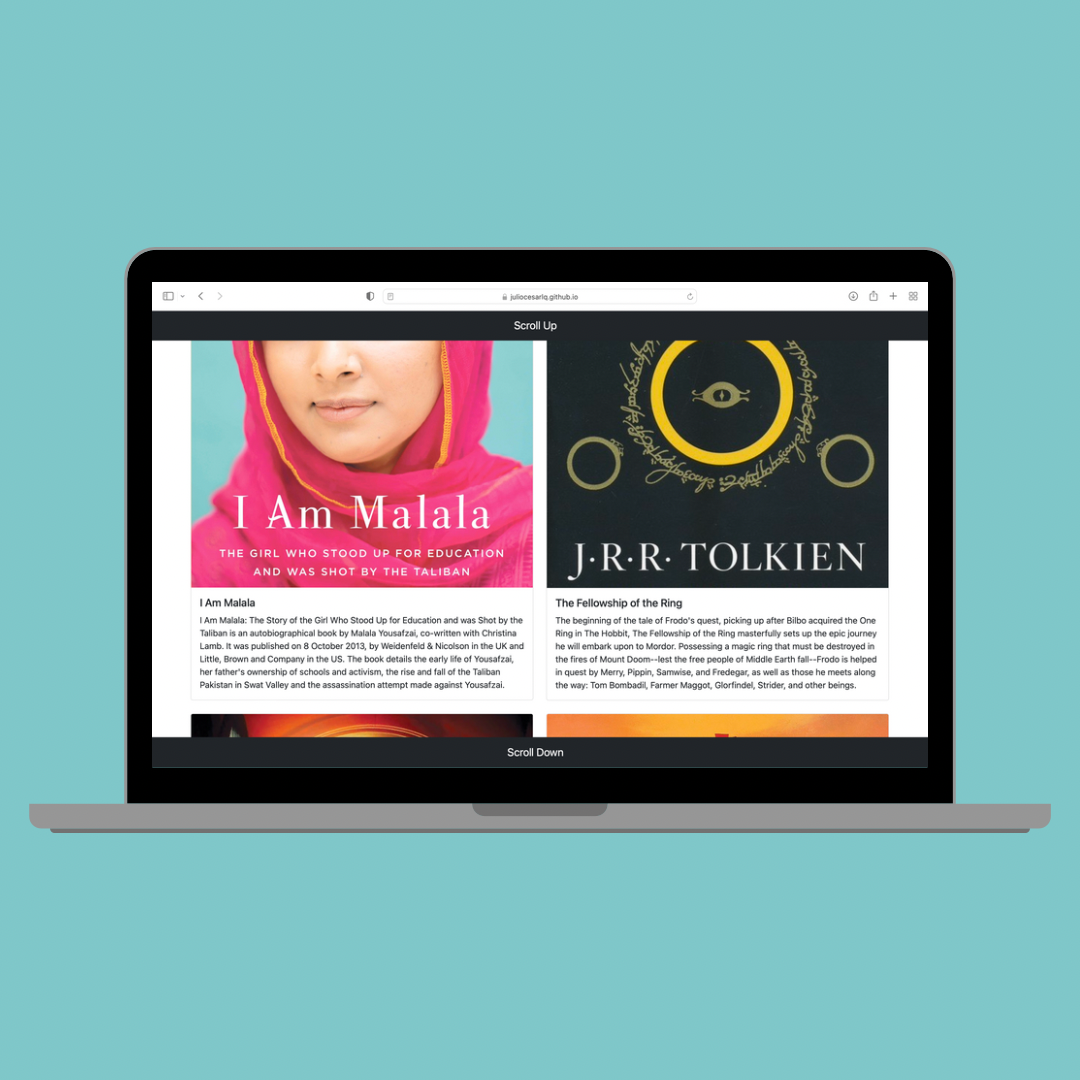 juliocesarlq.github.io
Scroll Up
I Am Malala
THE GIRL WHO STOOD UP FOR EDUCATION
AND WAS SHOT BY THE TALIBAN
J·R·R·TOLKIEN
I Am Malala
I Am Malala: The Story of the Girl Who Stood Up for Education and was Shot by the
Taliban is an autobiographical book by Malala Yousafzai, co-written with Christina
Lamb. It was published on 8 October 2013, by Weidenfeld & Nicolson in the UK and
Little, Brown and Company in the US. The book details the early life of Yousafzai,
her father's ownership of schools and activism, the rise and fall of the Taliban
Pakistan in Swat Valley and the assassination attempt made against Yousafzai.
The Fellowship of the Ring
The beginning of the tale of Frodo's quest, picking up after Bilbo acquired the One
Ring in The Hobbit, The Fellowship of the Ring masterfully sets up the epic journey
he will embark upon to Mordor. Possessing a magic ring that must be destroyed in
the fires of Mount Doom--lest the free people of Middle Earth fall--Frodo is helped
in quest by Merry, Pippin, Samwise, and Fredegar, as well as those he meets along
the way: Tom Bombadil, Farmer Maggot, Glorfindel, Strider, and other beings.
Scroll Down